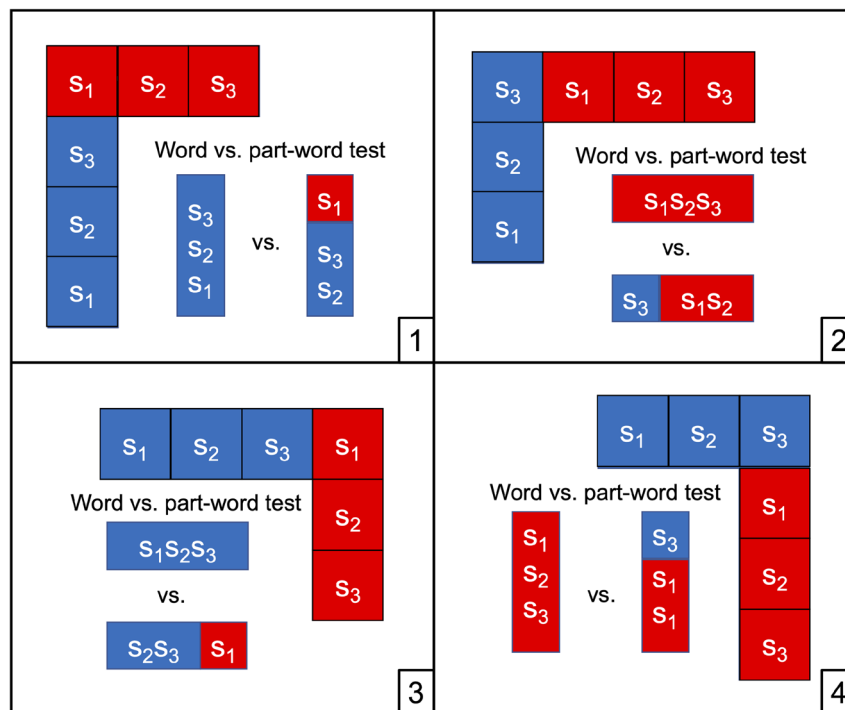 s₁ s₂ s₃
s₃
s₂
s₁
Word vs. part-word test
s₃
s₂
s₁
vs.
s₁
s₃
s₂
1
s₃ s₁ s₂ s₃
s₂
s₁
Word vs. part-word test
s₁s₂s₃
vs.
s₃ s₁s₂
2
s₁ s₂ s₃ s₁
s₂
s₃
Word vs. part-word test
s₁s₂s₃
vs.
s₂s₃ s₁
3
s₁ s₂ s₃
s₁
s₂
s₃
Word vs. part-word test
s₁
s₂
s₃
vs.
s₃
s₁
s₁
4